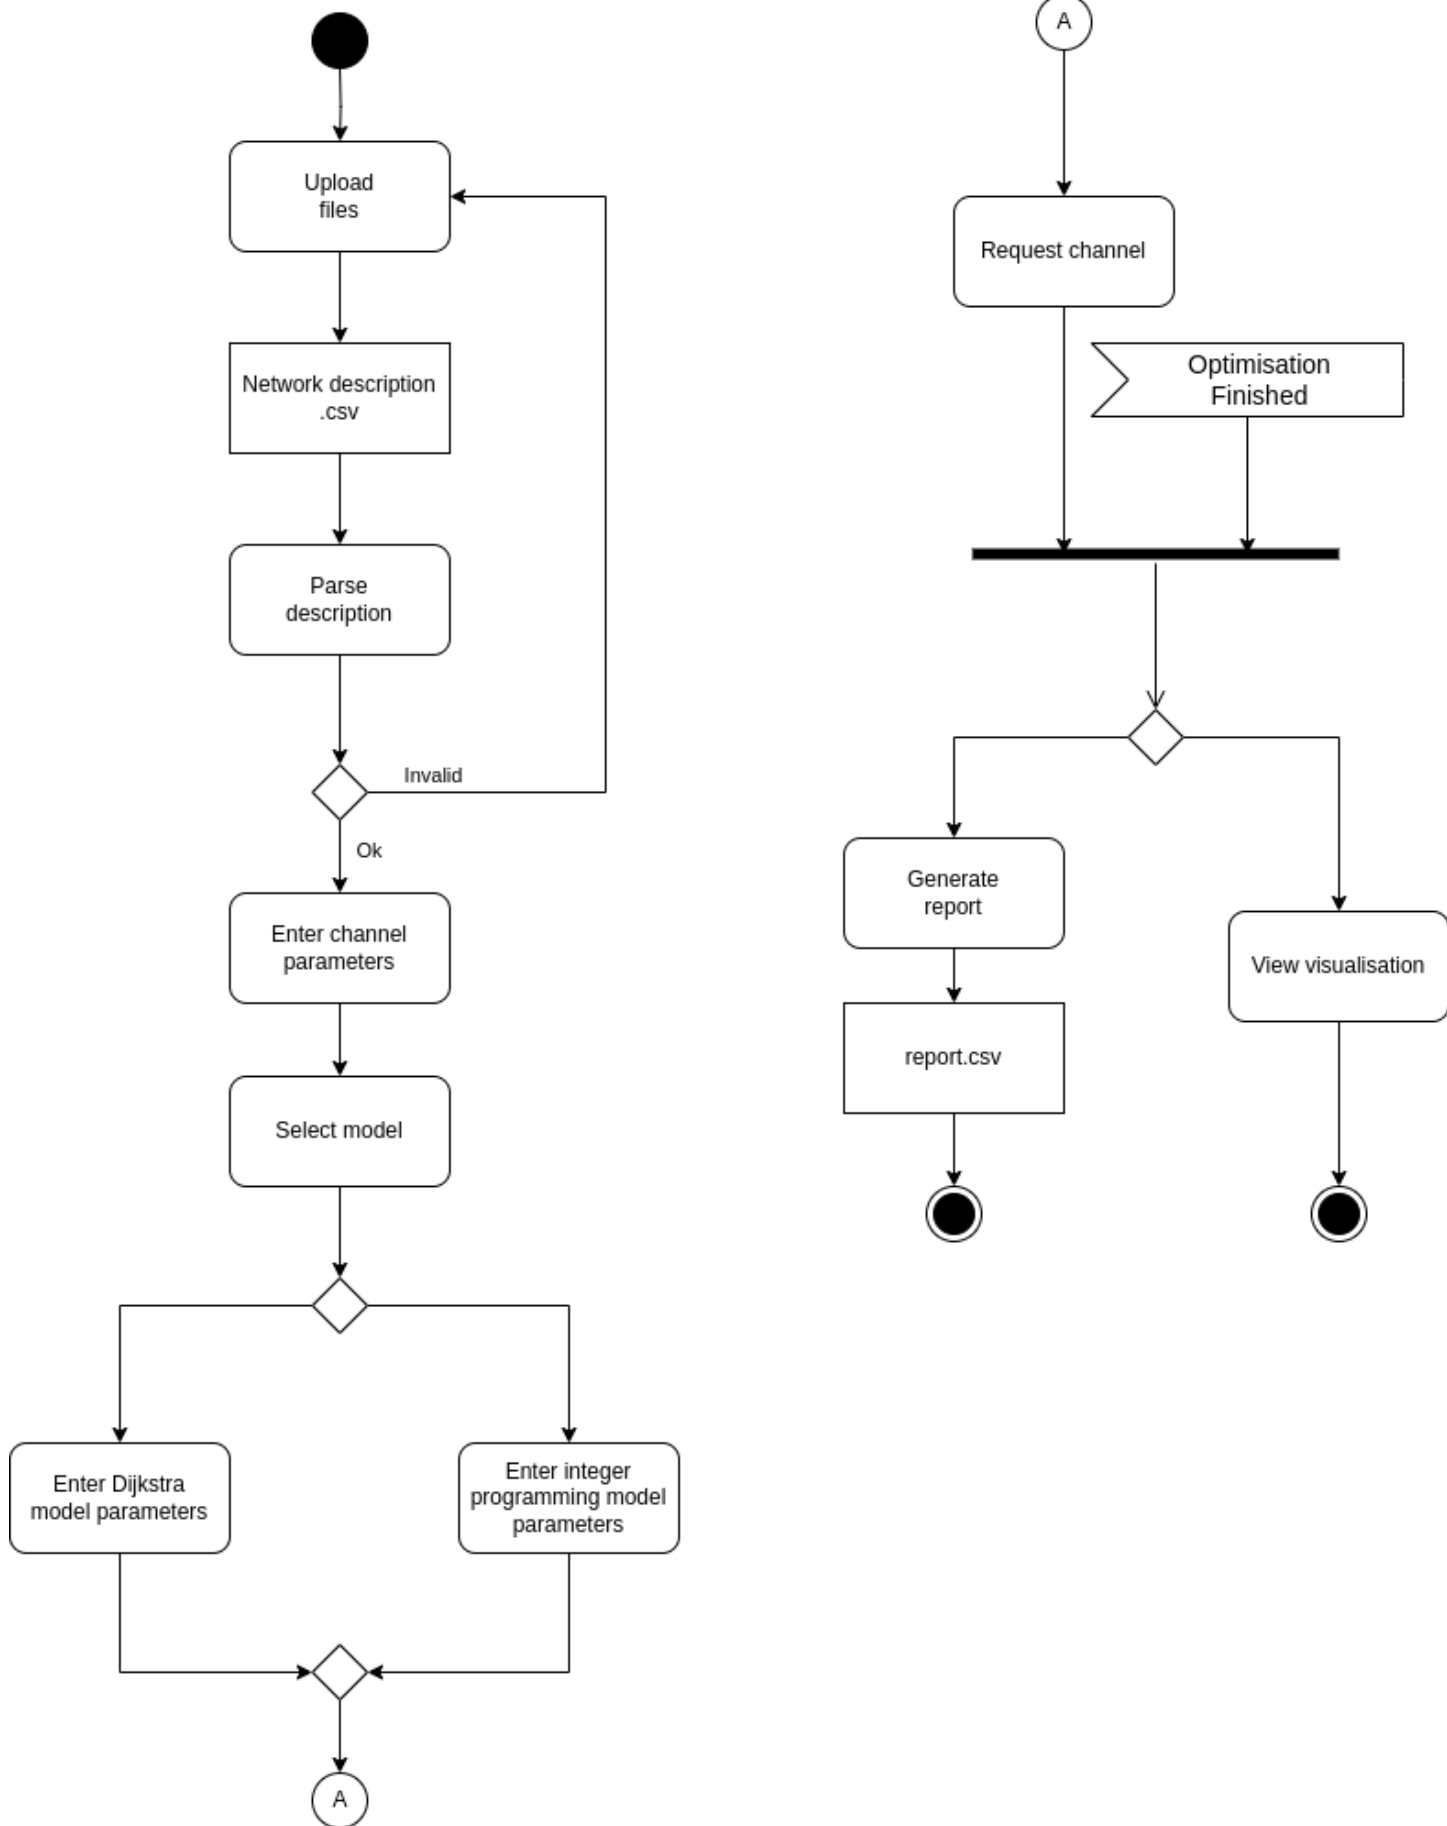 Upload
files
Network description
.csv
Parse
description
Invalid
Ok
Enter channel
parameters
Select model
Enter Dijkstra
model parameters
Enter integer
programming model
parameters
A
A
Request channel
Optimisation
Finished
Generate
report
report.csv
View visualisation